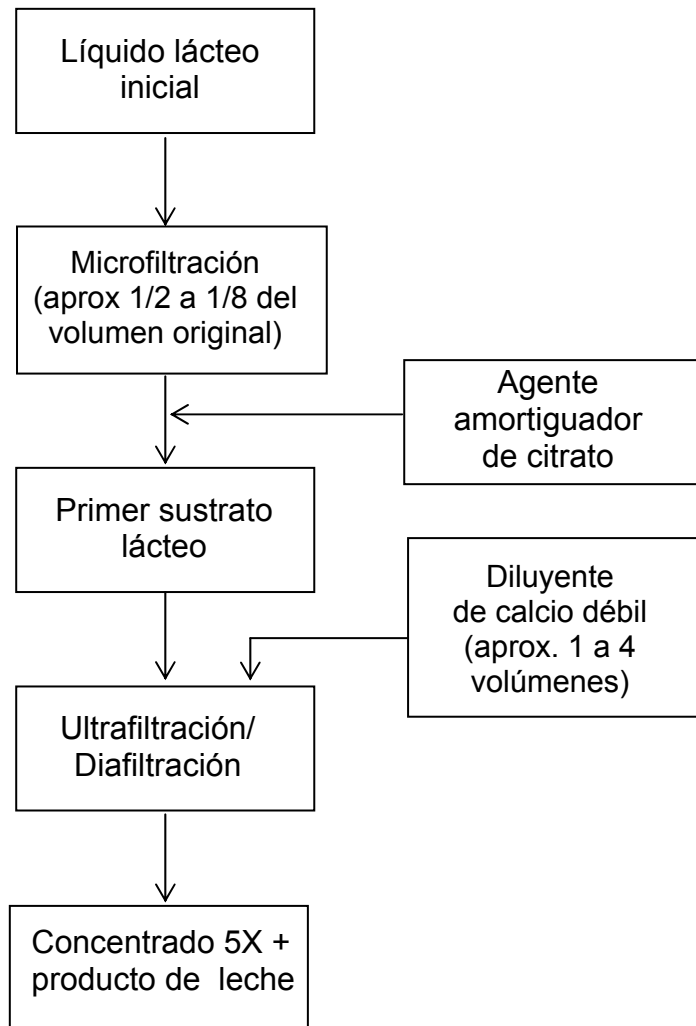 Líquido lácteo
inicial
Microfiltración
(aprox 1/2 a 1/8 del
volumen original)
Agente
amortiguador
de citrato
Primer sustrato
lácteo
Diluyente
de calcio débil
(aprox. 1 a 4
volúmenes)
Ultrafiltración/
Diafiltración
Concentrado 5X +
producto de leche